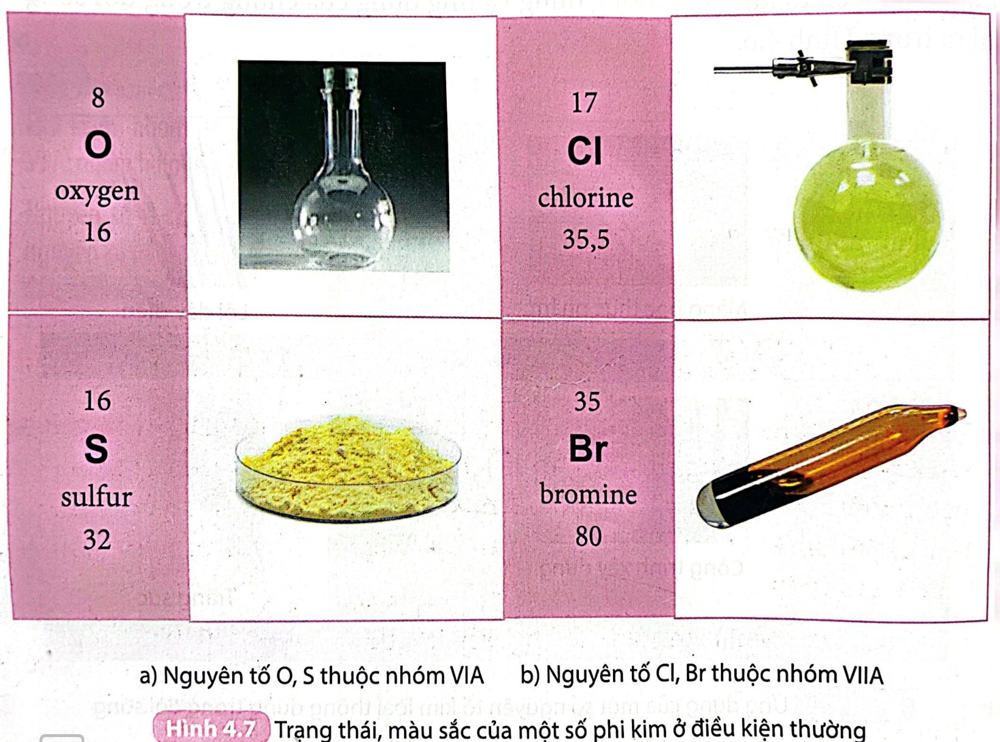 8
O
oxygen
16
17
Cl
chlorine
35,5
16
S
sulfur
32
35
Br
bromine
80
a) Nguyên tố O, S thuộc nhóm VIA
b) Nguyên tố Cl, Br thuộc nhóm VIIA
Hình 4.7 Trạng thái, màu sắc của một số phi kim ở điều kiện thường